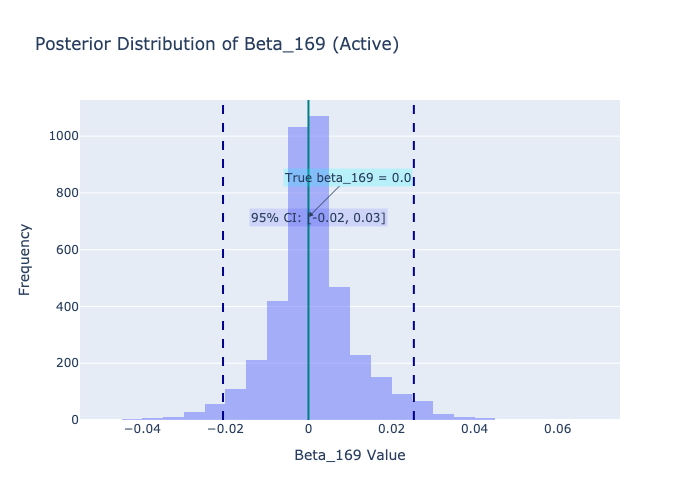 Posterior Distribution of Beta_169 (Active)
1000
800
600
400
200
0
Frequency
True beta_169 = 0.0
95% CI: [-0.02, 0.03]
−0.04
−0.02
0
0.02
0.04
0.06
Beta_169 Value